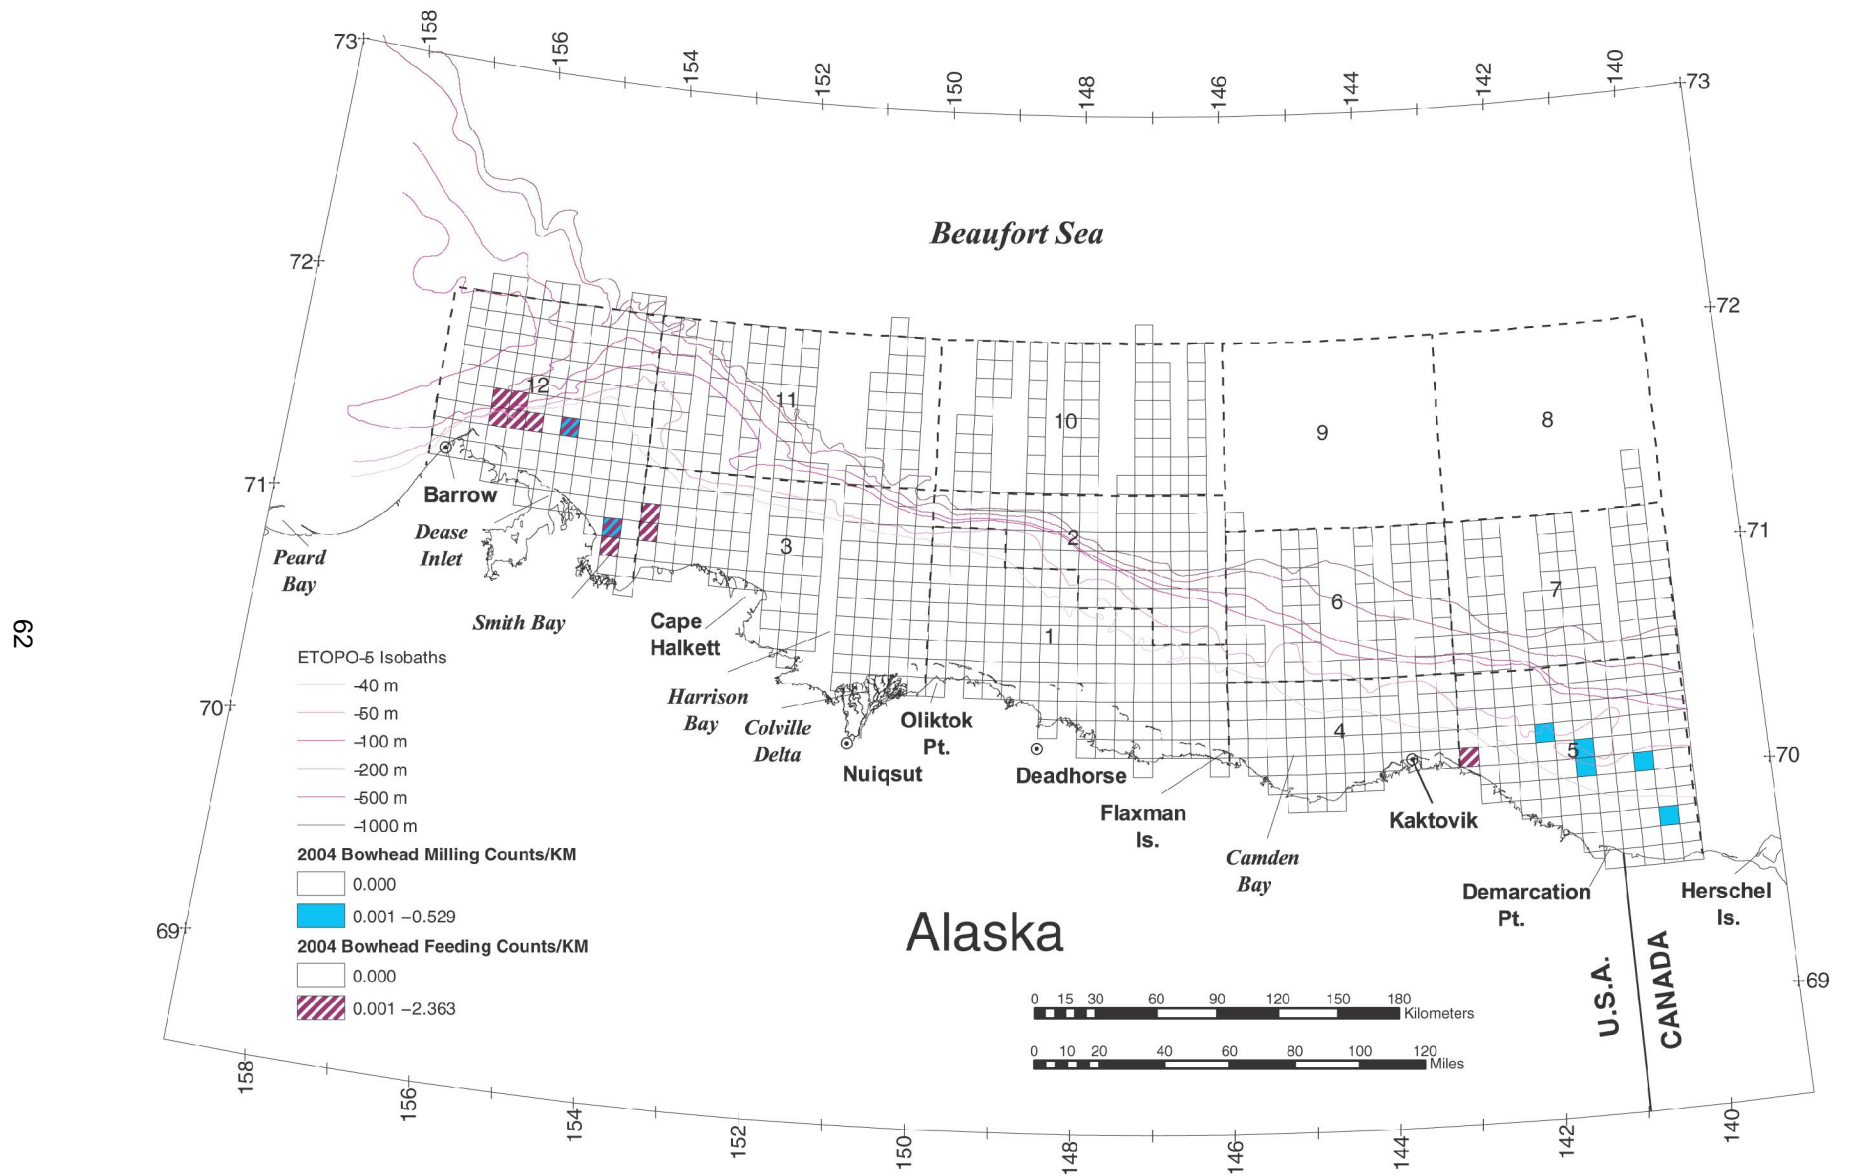 158
156
154
152
150
148
146
144
142
140
73
73
Beaufort Sea
72
72
12
11
10
9
8
71
71
Barrow
Dease
Inlet
Peard
Bay
Smith Bay
3
2
6
7
1
Cape
Halkett
62
Harrison
Bay
Colville
Delta
Nuiqsut
Oliktok
Pt.
Deadhorse
Flaxman
Is.
Camden
Bay
4
Kaktovik
5
70
70
Demarcation
Pt.
Herschel
Is.
ETOPO-5 Isobaths
-40 m
-50 m
-100 m
-200 m
-500 m
-1000 m
2004 Bowhead Milling Counts/KM
0.000
0.001 -0.529
2004 Bowhead Feeding Counts/KM
0.000
0.001 -2.363
69
69
Alaska
U.S.A.
CANADA
0 15 30 60 90 120 150 180
Kilometers
0 10 20 40 60 80 100 120
Miles
158
156
154
152
150
148
146
144
142
140